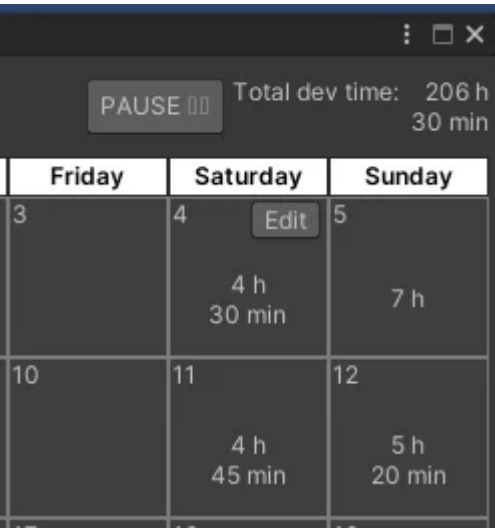 PAUSE
Total dev time: 206 h
30 min
Friday Saturday Sunday
3 4 Edit 5
4 h
30 min
7 h
10 11 12
4 h
45 min
5 h
20 min